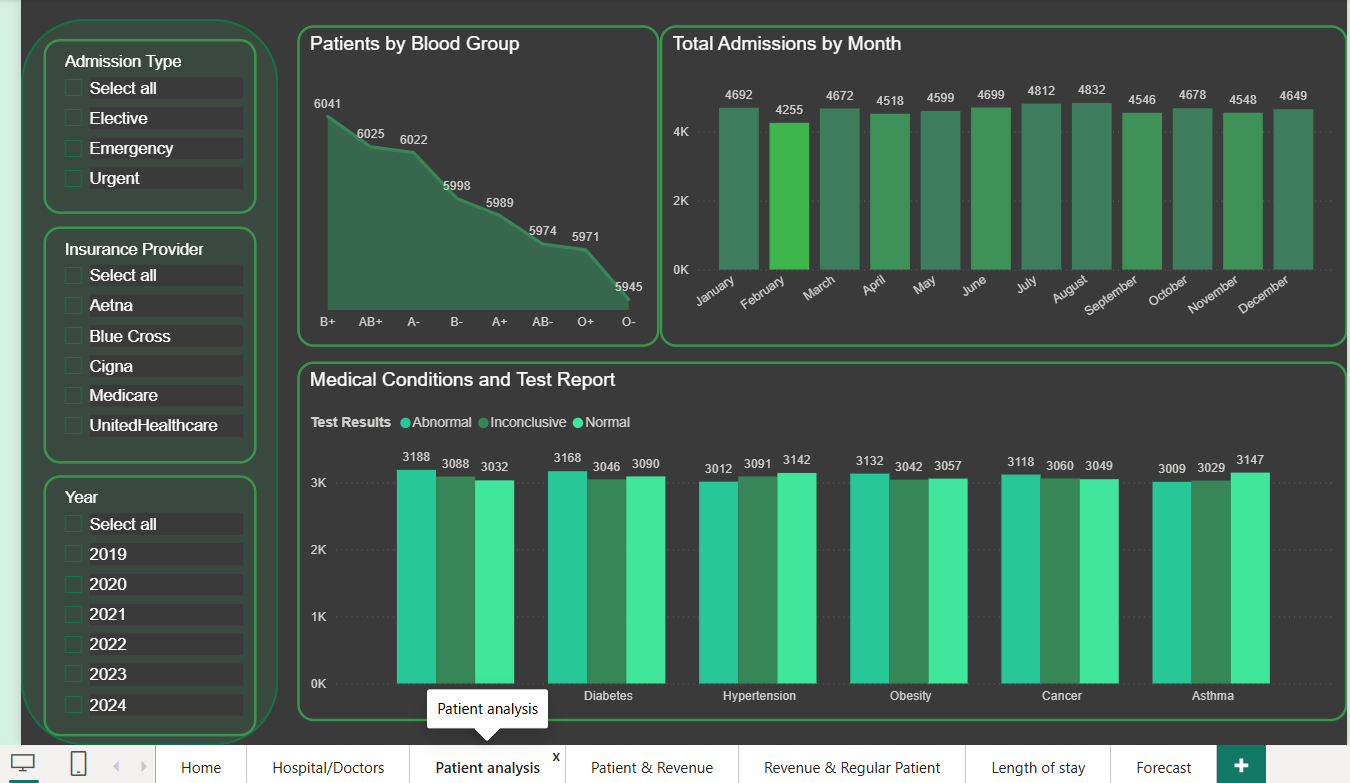 Admission Type
Select all
Elective
Emergency
Urgent
Insurance Provider
Select all
Aetna
Blue Cross
Cigna
Medicare
UnitedHealthcare
Year
Select all
2019
2020
2021
2022
2023
2024
Patients by Blood Group
6041
6025
6022
5998
5989
5974
5971
5945
B+ AB+ A- B- A+ AB- O+ O-
Total Admissions by Month
4692 4255 4672 4518 4599 4699 4812 4832 4546 4678 4548 4649
4K
2K
0K
January February March April May June July August September October November December
Medical Conditions and Test Report
Test Results Abnormal Inconclusive Normal
3188 3088 3032 3168 3046 3090 3012 3091 3142 3132 3042 3057 3118 3060 3049 3009 3029 3147
3K
2K
1K
0K
Diabetes Hypertension Obesity Cancer Asthma
Patient analysis
Home Hospital/Doctors Patient analysis x Patient & Revenue Revenue & Regular Patient Length of stay Forecast +